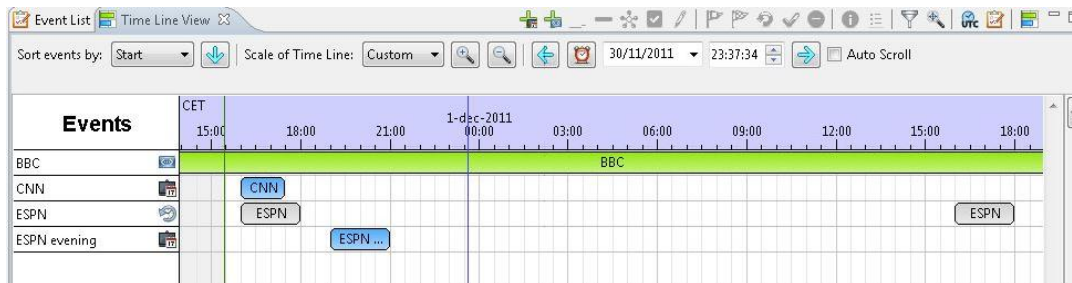 Event List Time Line View
UTC
Sort events by: Start Scale of Time Line: Custom 30/11/2011 23:37:34 Auto Scroll
Events
CET
1-dec-2011
15:00 18:00 21:00 00:00 03:00 06:00 09:00 12:00 15:00 18:00
BBC BBC
CNN 17 CNN
ESPN ESPN ESPN
ESPN evening 17 ESPN ...